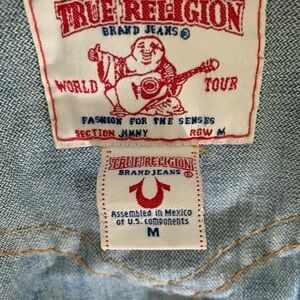 TRUE RELIGION
BRAND JEANS®
WORLD TOUR
FASHION FOR THE SENSES
SECTION JIMMY ROW M
TRUE RELIGION
BRAND JEANS®
Assembled in Mexico
of U.S. components
M